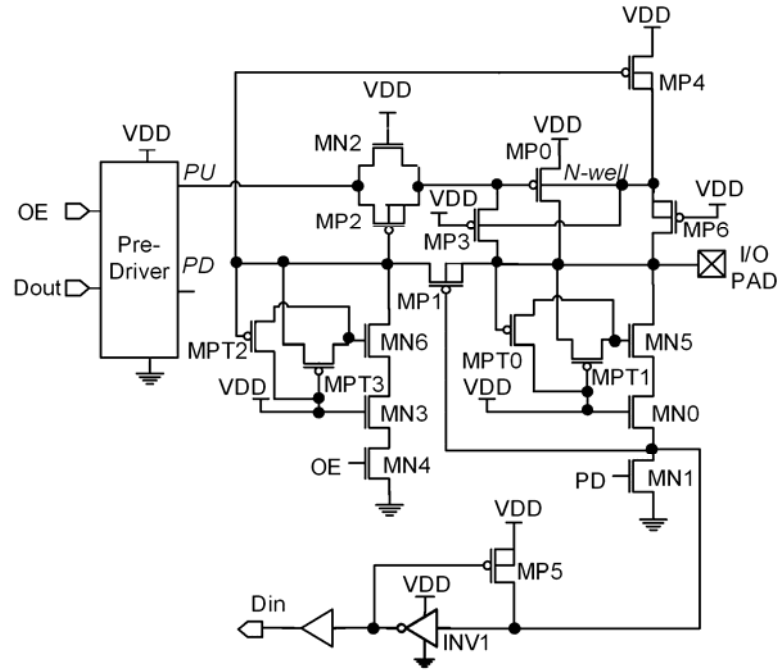 VDD
MP4
VDD
VDD
MN2
VDD
MP0
N-well
VDD
PU
OE
MP2
MP3
MP6
Pre-
Driver
PD
I/O
PAD
Dout
MP1
MPT2
MN6
MPT0
MN5
MPT3
MPT1
VDD
VDD
MN3
MN0
OE
MN4
PD
MN1
VDD
MP5
Din
VDD
INV1